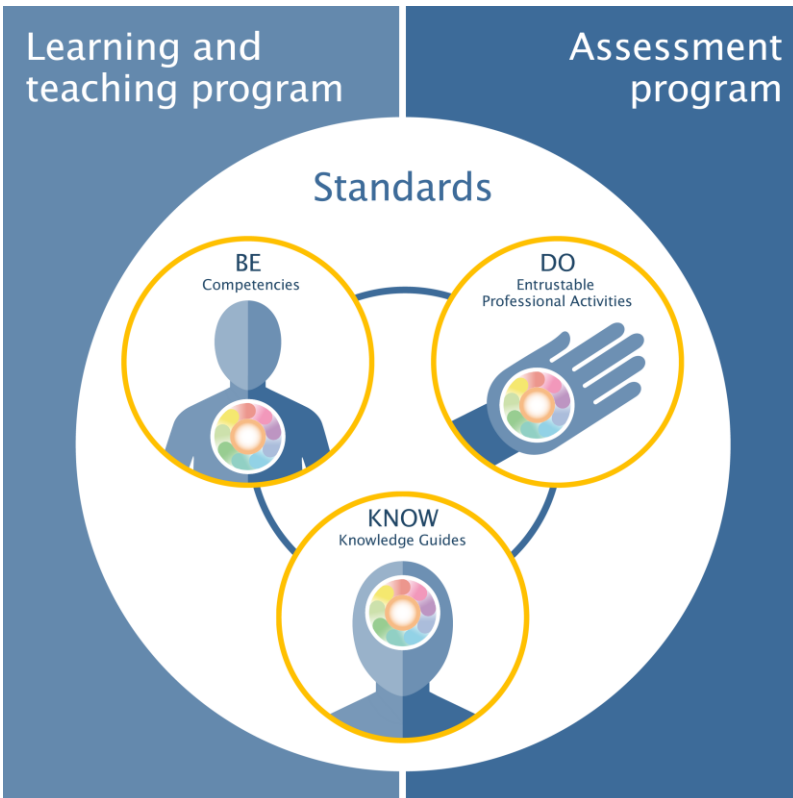 Learning and
teaching program
Assessment
program
Standards
BE
Competencies
DO
Entrustable
Professional Activities
KNOW
Knowledge Guides